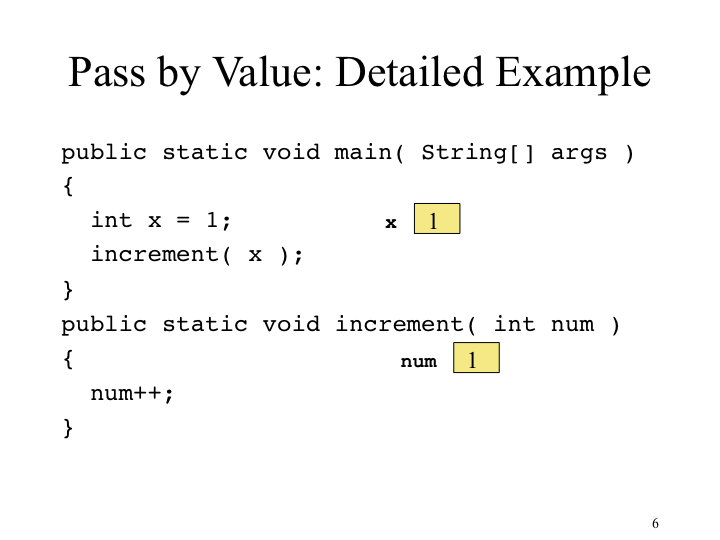 Pass by Value: Detailed Example
public static void main( String[] args )
{
int x = 1;
x 1
increment( x );
}
public static void increment( int num )
{
num 1
num++;
}
6